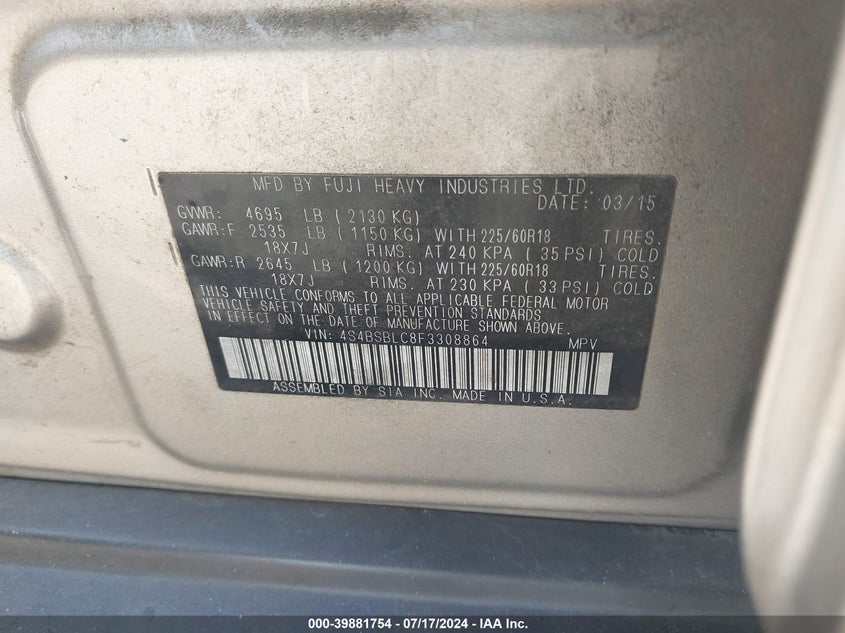 MFD BY FUJI HEAVY INDUSTRIES LTD.
DATE: 03/15
GVWR: 4695 LB ( 2130 KG)
GAWR:F 2535 LB ( 1150 KG) WITH 225/60R18 TIRES.
18X7J RIMS. AT 240 KPA ( 35 PSI) COLD
GAWR:R 2645 LB ( 1200 KG) WITH 225/60R18 TIRES.
18X7J RIMS. AT 230 KPA ( 33 PSI) COLD
THIS VEHICLE CONFORMS TO ALL APPLICABLE FEDERAL MOTOR
VEHICLE SAFETY AND THEFT PREVENTION STANDARDS
IN EFFECT ON THE DATE OF MANUFACTURE SHOWN ABOVE.
VIN: 4S4BSBLC8F3308864 MPV
ASSEMBLED BY SIA INC. MADE IN U.S.A.
000-39881754 / 07/17/2024 - IAA Inc.